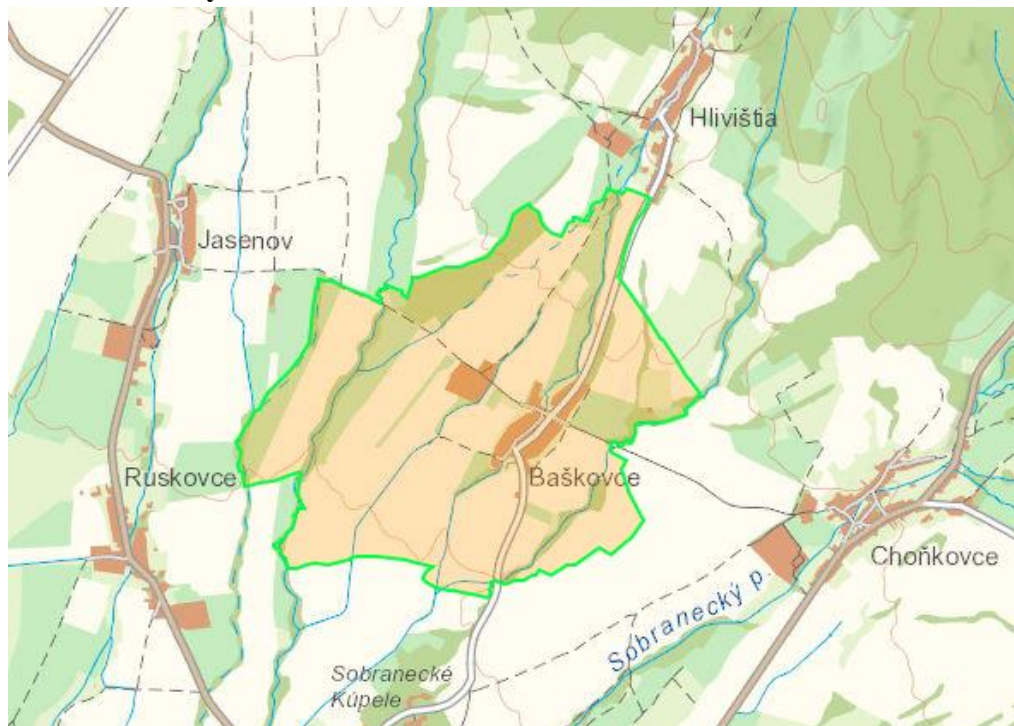 Hlivištia
Jasenov
Ruskovce
Baškovce
Choňkovce
Sobranecký p.
Sobranecké
Kúpele